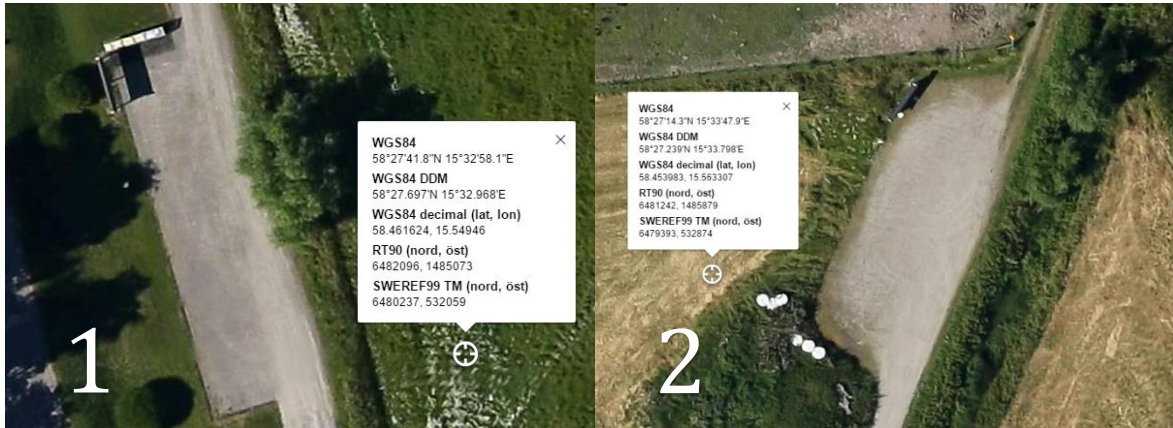 WGS84
58°27'41.8"N 15°32'58.1"E
WGS84 DDM
58°27.697'N 15°32.968'E
WGS84 decimal (lat, lon)
58.461624, 15.54946
RT90 (nord, öst)
6482096, 1485073
SWEREF99 TM (nord, öst)
6480237, 532059
1
WGS84
58°27'14.3"N 15°33'47.9"E
WGS84 DDM
58°27.239'N 15°33.798'E
WGS84 decimal (lat, lon)
58.453983, 15.563307
RT90 (nord, öst)
6481242, 1485879
SWEREF99 TM (nord, öst)
6479393, 532874
2